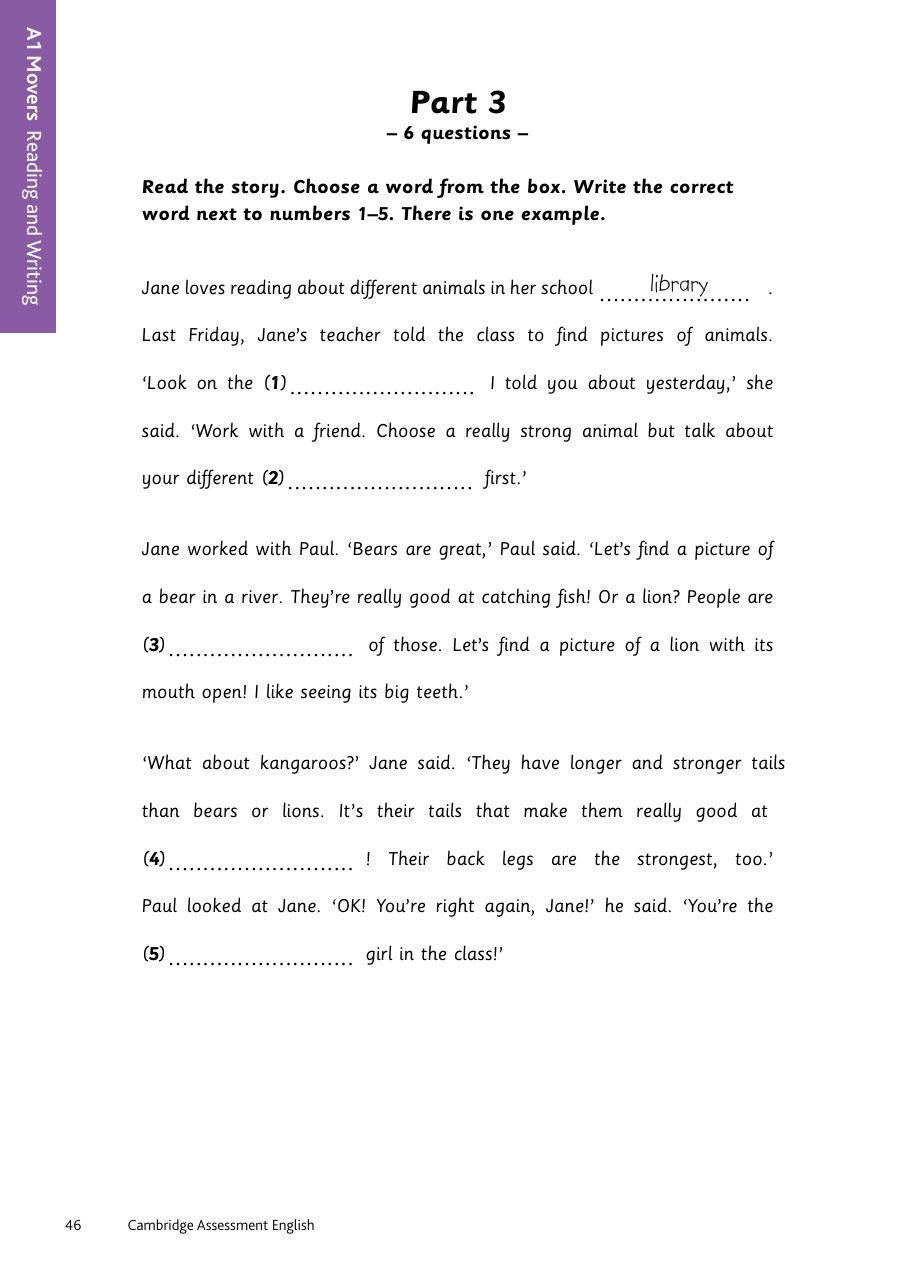 A1 Movers Reading and Writing
Part 3
– 6 questions –
Read the story. Choose a word from the box. Write the correct
word next to numbers 1–5. There is one example.
Jane loves reading about different animals in her school library .
Last Friday, Jane’s teacher told the class to find pictures of animals.
‘Look on the (1) ........................... I told you about yesterday,’ she
said. ‘Work with a friend. Choose a really strong animal but talk about
your different (2) ........................... first.’
Jane worked with Paul. ‘Bears are great,’ Paul said. ‘Let’s find a picture of
a bear in a river. They’re really good at catching fish! Or a lion? People are
(3) ........................... of those. Let’s find a picture of a lion with its
mouth open! I like seeing its big teeth.’
‘What about kangaroos?’ Jane said. ‘They have longer and stronger tails
than bears or lions. It’s their tails that make them really good at
(4) ........................... ! Their back legs are the strongest, too.’
Paul looked at Jane. ‘OK! You’re right again, Jane!’ he said. ‘You’re the
(5) ........................... girl in the class!’
46 Cambridge Assessment English